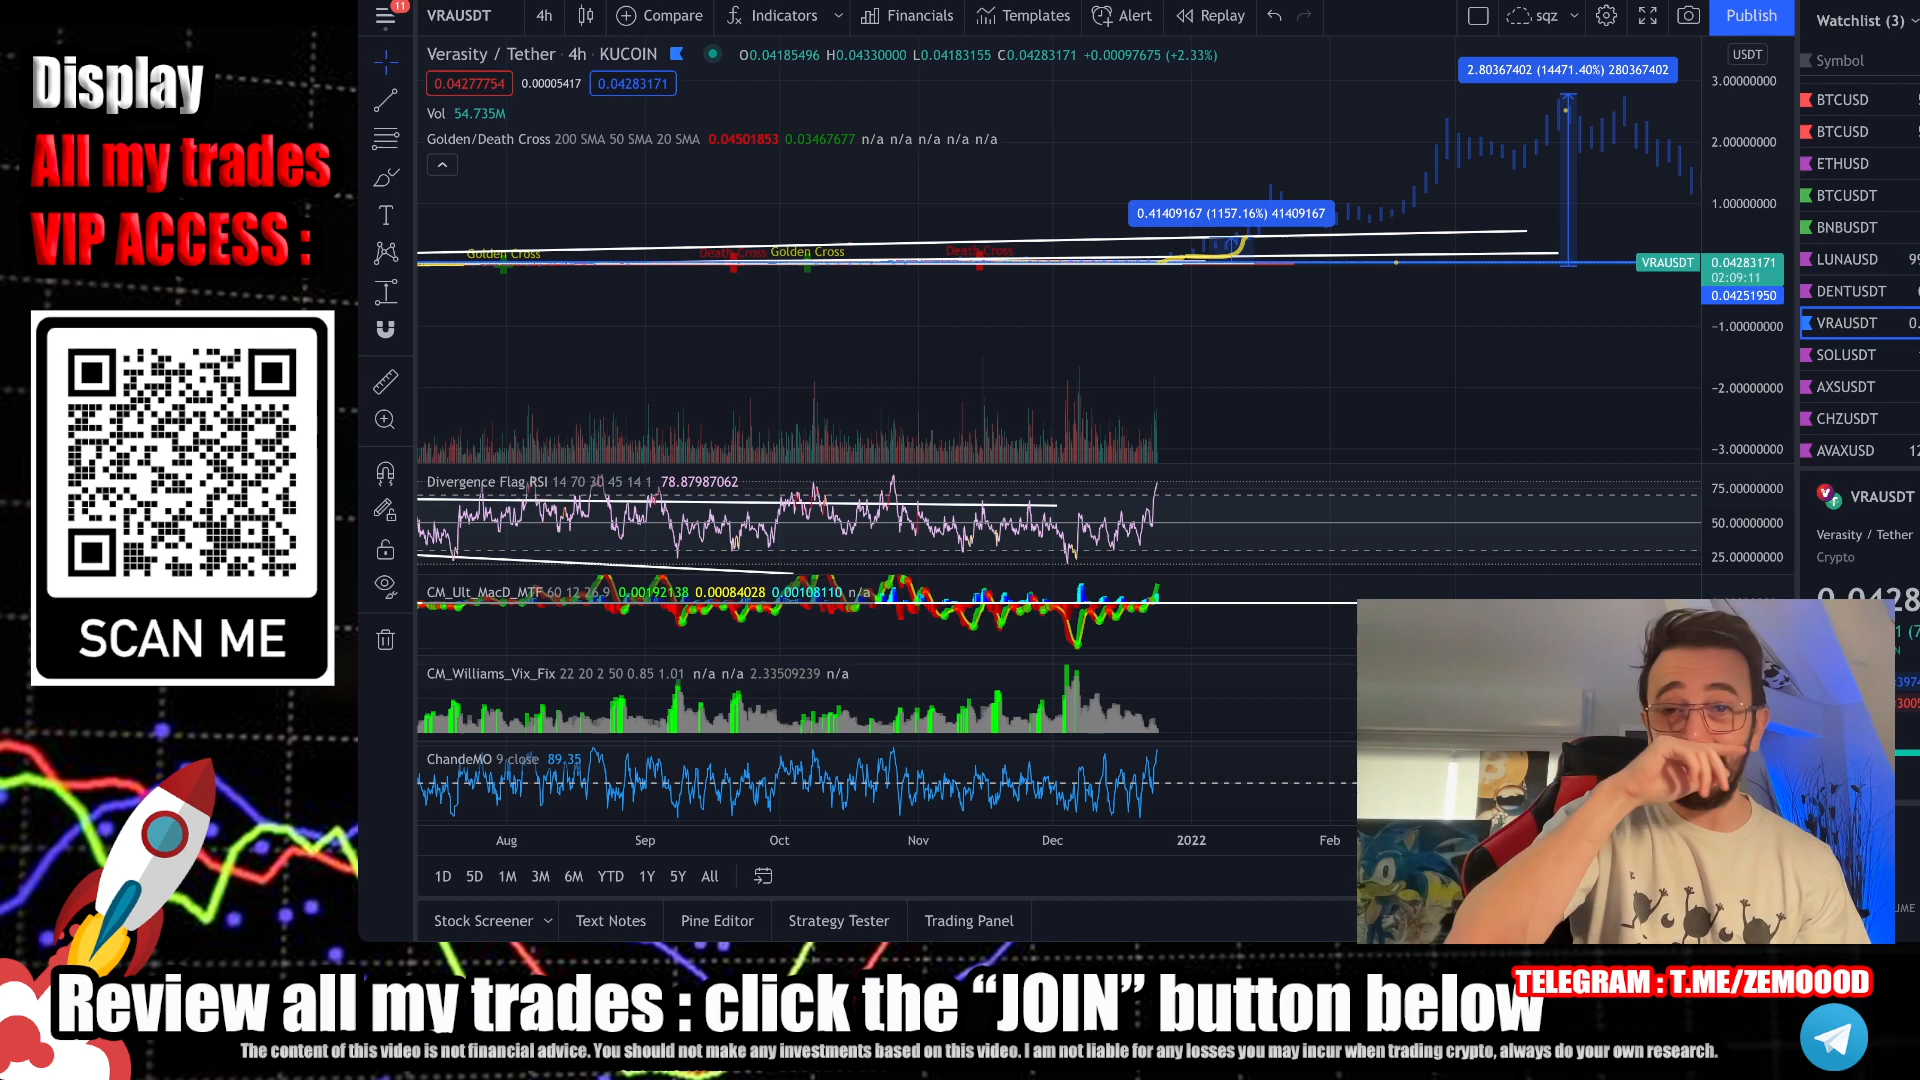 Display
All my trades
VIP ACCESS :
SCAN ME
11
VRAUSDT
4h
Compare
Indicators
Financials
Templates
Alert
Replay
sqz
Publish
Watchlist (3)
Verasity / Tether · 4h · KUCOIN
O0.04185496 H0.04330000 L0.04183155 C0.04283171 +0.00097675 (+2.33%)
0.04277754 0.00005417 0.04283171
Vol 54.735M
Golden/Death Cross 200 SMA 50 SMA 20 SMA 0.04501853 0.03467677 n/a n/a n/a n/a n/a
2.80367402 (14471.40%) 280367402
0.41409167 (1157.16%) 41409167
Golden Cross
Death Cross
Golden Cross
Death Cross
USDT
3.00000000
2.00000000
1.00000000
VRAUSDT
0.04283171
02:09:11
0.04251950
−1.00000000
−2.00000000
−3.00000000
Divergence Flag RSI 14 70 30 45 14 1 78.87987062
75.00000000
50.00000000
25.00000000
CM_Ult_MacD_MTF 60 12 26 9 0.00192138 0.00084028 0.00108110 n/a
CM_Williams_Vix_Fix 22 20 2 50 0.85 1.01 n/a n/a 2.33509239 n/a
ChandeMO 9 close 89.35
Aug Sep Oct Nov Dec 2022 Feb
1D 5D 1M 3M 6M YTD 1Y 5Y All
Stock Screener
Text Notes
Pine Editor
Strategy Tester
Trading Panel
Symbol
BTCUSD
BTCUSD
ETHUSD
BTCUSDT
BNBUSDT
LUNAUSD 99
DENTUSDT
VRAUSDT 0.
SOLUSDT
AXSUSDT
CHZUSDT
AVAXUSD 12
VRAUSDT
Verasity / Tether
Crypto
0.0428
Review all my trades : click the “JOIN” button below
TELEGRAM : T.ME/ZEMOOOD
The content of this video is not financial advice. You should not make any investments based on this video. I am not liable for any losses you may incur when trading crypto, always do your own research.